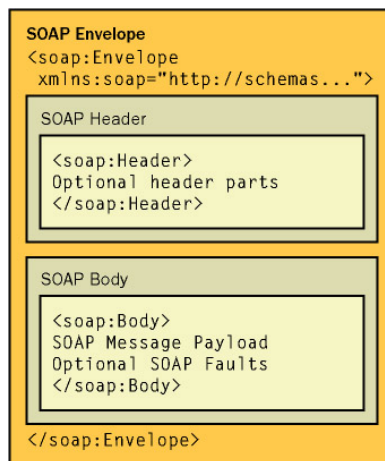 SOAP Envelope
<soap:Envelope
xmlns:soap="http://schemas...">
SOAP Header
<soap:Header>
Optional header parts
</soap:Header>
SOAP Body
<soap:Body>
SOAP Message Payload
Optional SOAP Faults
</soap:Body>
</soap:Envelope>